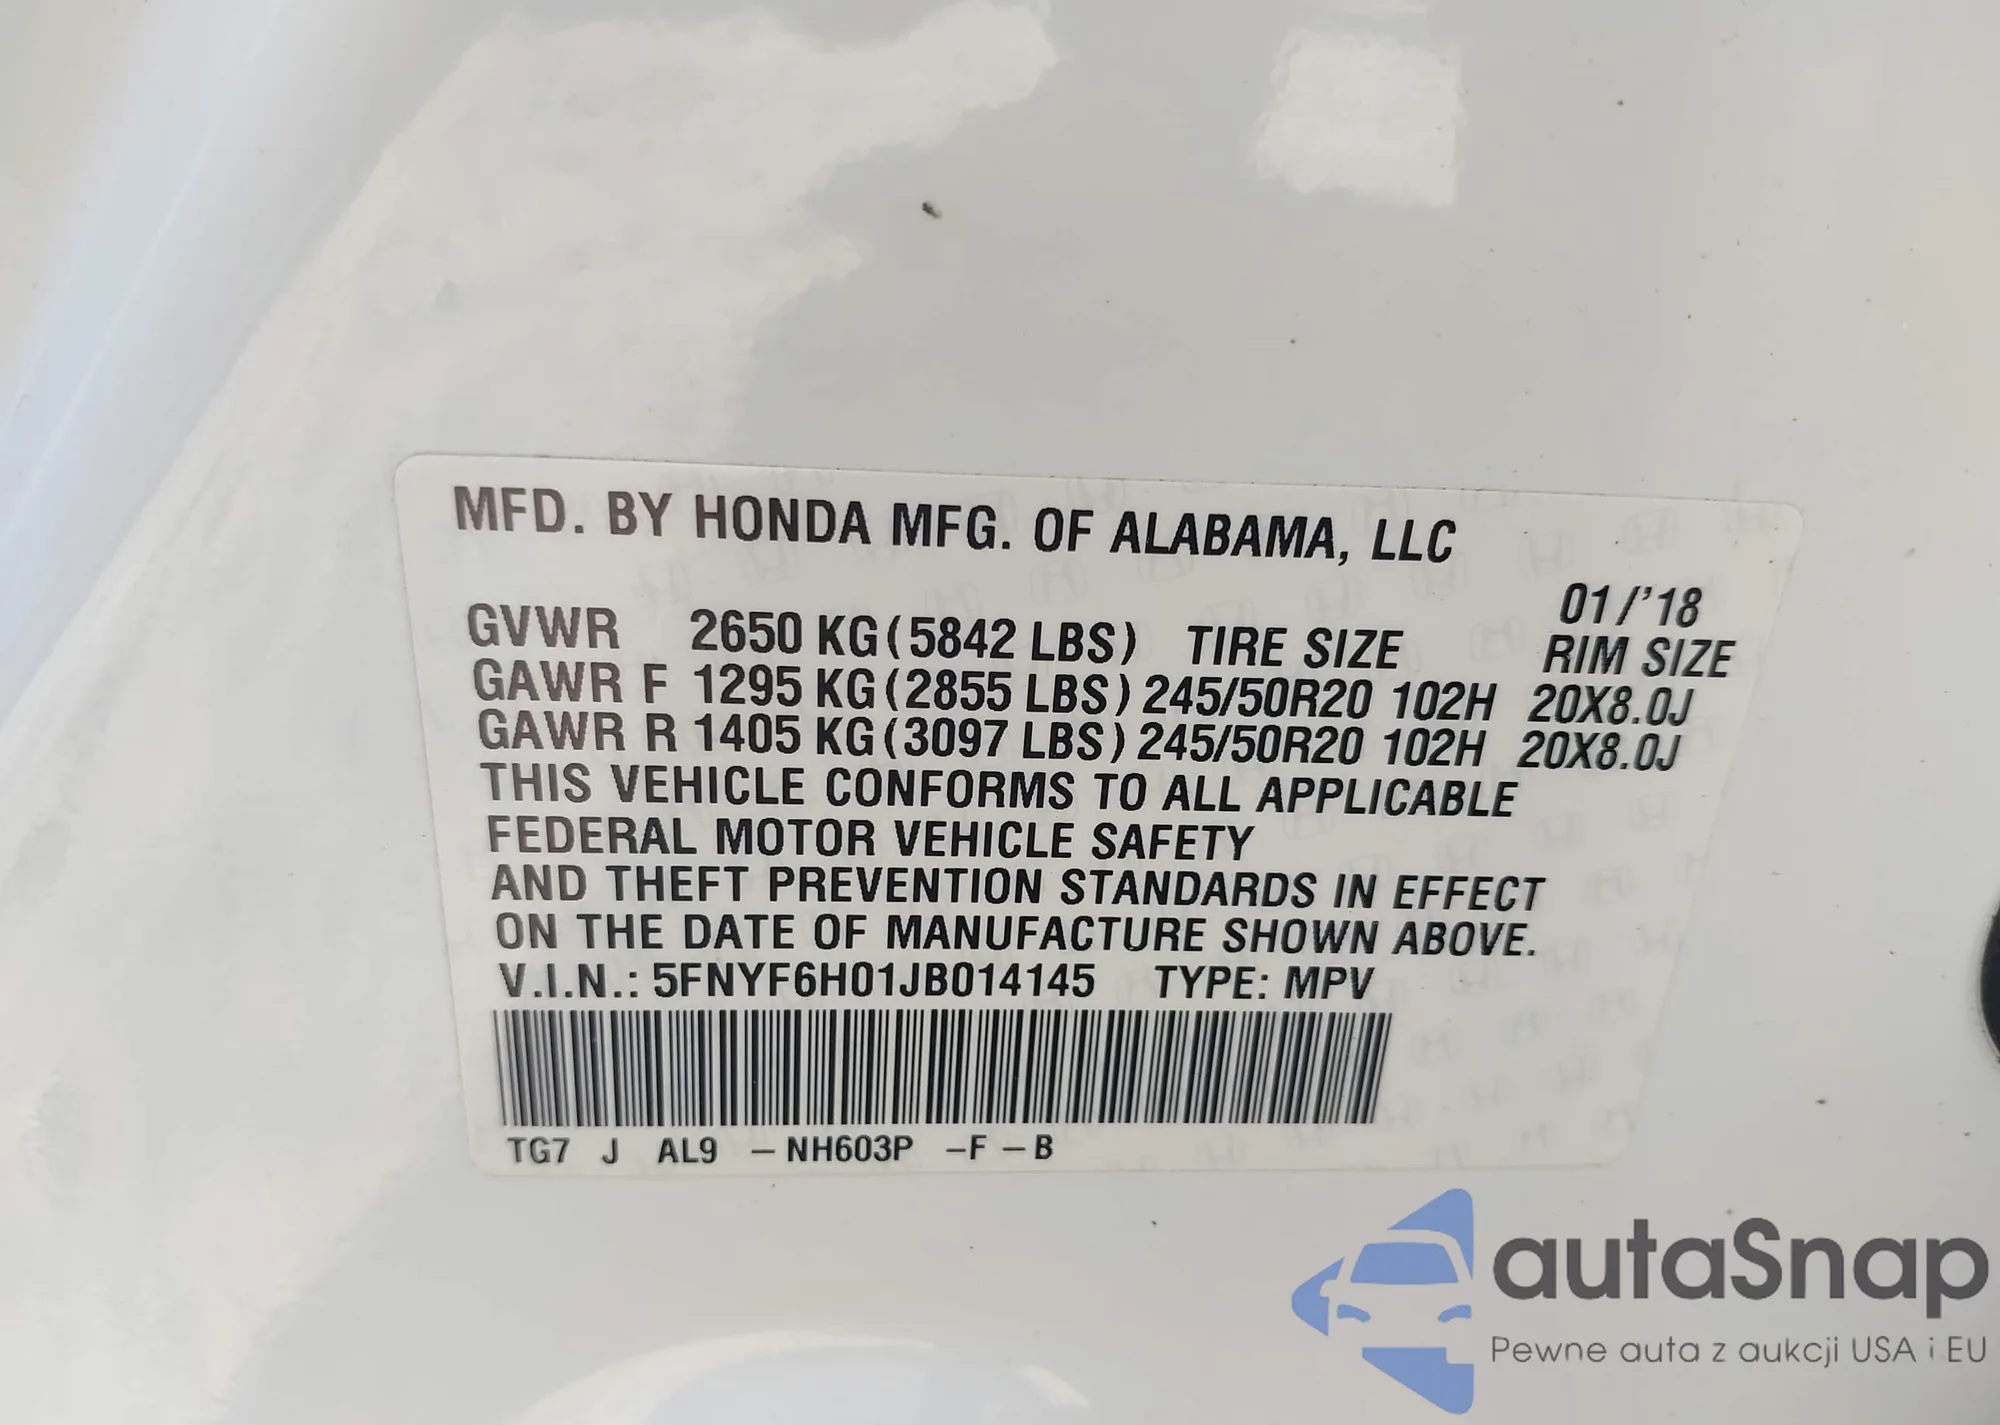 MFD. BY HONDA MFG. OF ALABAMA, LLC
01/'18
GVWR 2650 KG(5842 LBS) TIRE SIZE RIM SIZE
GAWR F 1295 KG(2855 LBS) 245/50R20 102H 20X8.0J
GAWR R 1405 KG(3097 LBS) 245/50R20 102H 20X8.0J
THIS VEHICLE CONFORMS TO ALL APPLICABLE
FEDERAL MOTOR VEHICLE SAFETY
AND THEFT PREVENTION STANDARDS IN EFFECT
ON THE DATE OF MANUFACTURE SHOWN ABOVE.
V.I.N.: 5FNYF6H01JB014145 TYPE: MPV
TG7 J AL9 – NH603P –F – B
autaSnap
Pewne auta z aukcji USA i EU